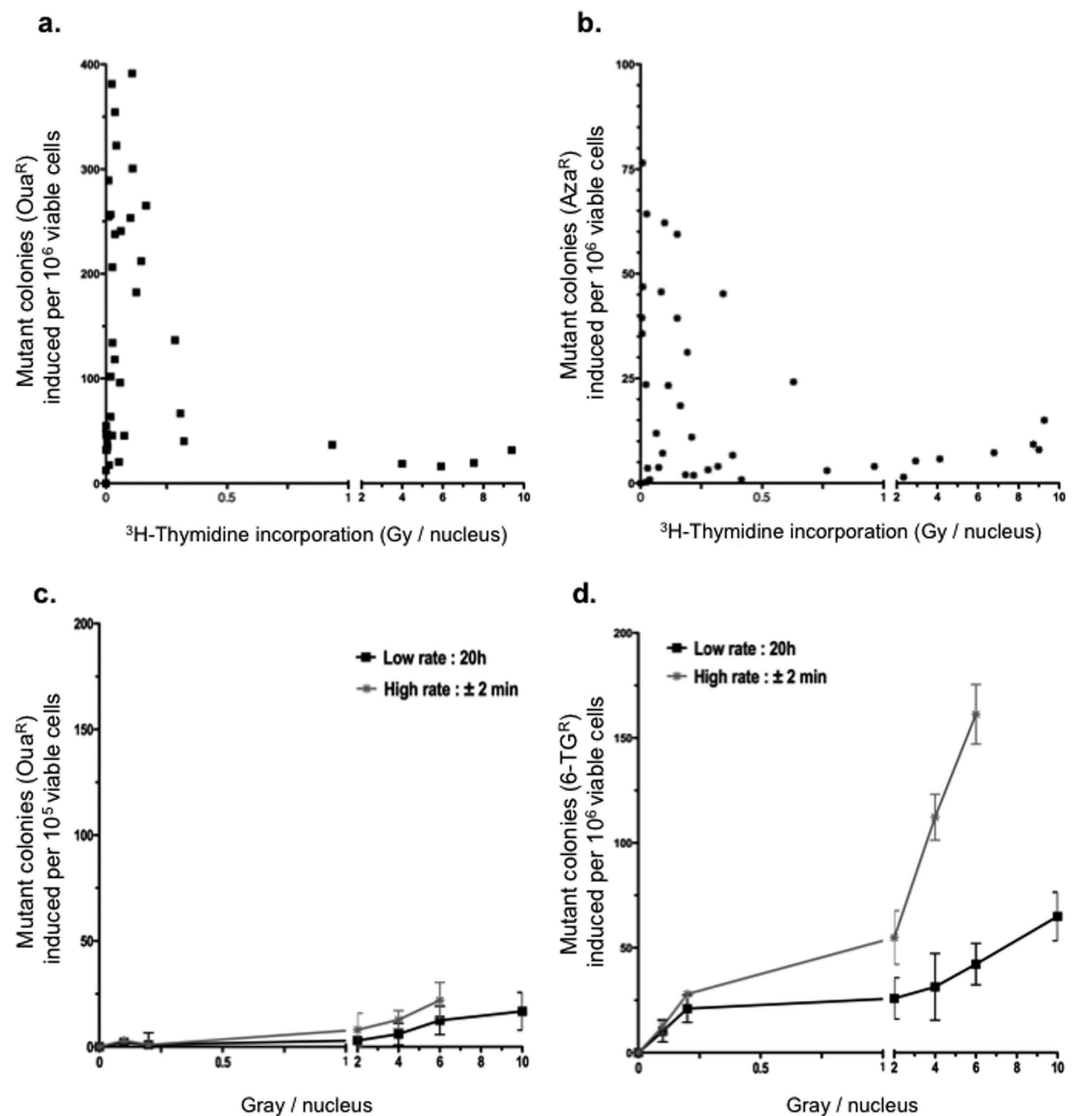 a.
Mutant colonies (Ouaᴿ)
induced per 10⁶ viable cells
400
300
200
100
0
0
0.5
1
2
4
6
8
10
³H-Thymidine incorporation (Gy / nucleus)
b.
Mutant colonies (Azaᴿ)
induced per 10⁶ viable cells
100
75
50
25
0
0
0.5
1
2
4
6
8
10
³H-Thymidine incorporation (Gy / nucleus)
c.
Mutant colonies (Ouaᴿ)
induced per 10⁵ viable cells
200
150
100
50
0
Low rate : 20h
High rate : ± 2 min
0
0.5
1
2
4
6
8
10
Gray / nucleus
d.
Mutant colonies (6-TGᴿ)
induced per 10⁶ viable cells
200
150
100
50
0
Low rate : 20h
High rate : ± 2 min
0
0.5
1
2
4
6
8
10
Gray / nucleus